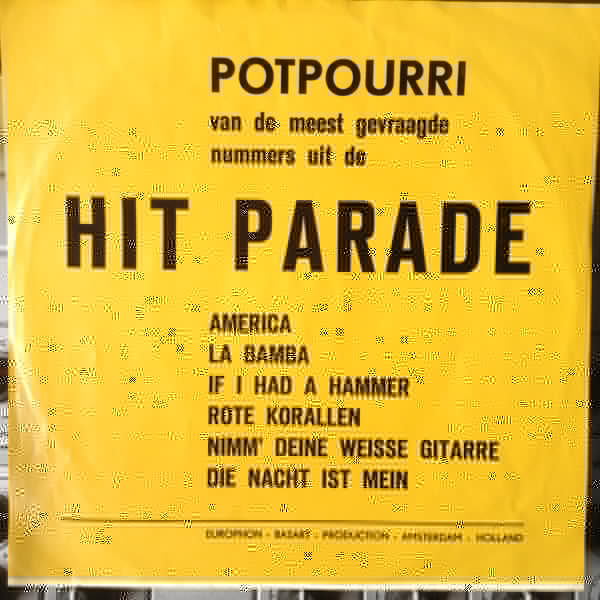 POTPOURRI
van de meest gevraagde
nummers uit de
HIT PARADE
AMERICA
LA BAMBA
IF I HAD A HAMMER
ROTE KORALLEN
NIMM' DEINE WEISSE GITARRE
DIE NACHT IST MEIN
EUROPHON - BASART - PRODUCTION - AMSTERDAM - HOLLAND